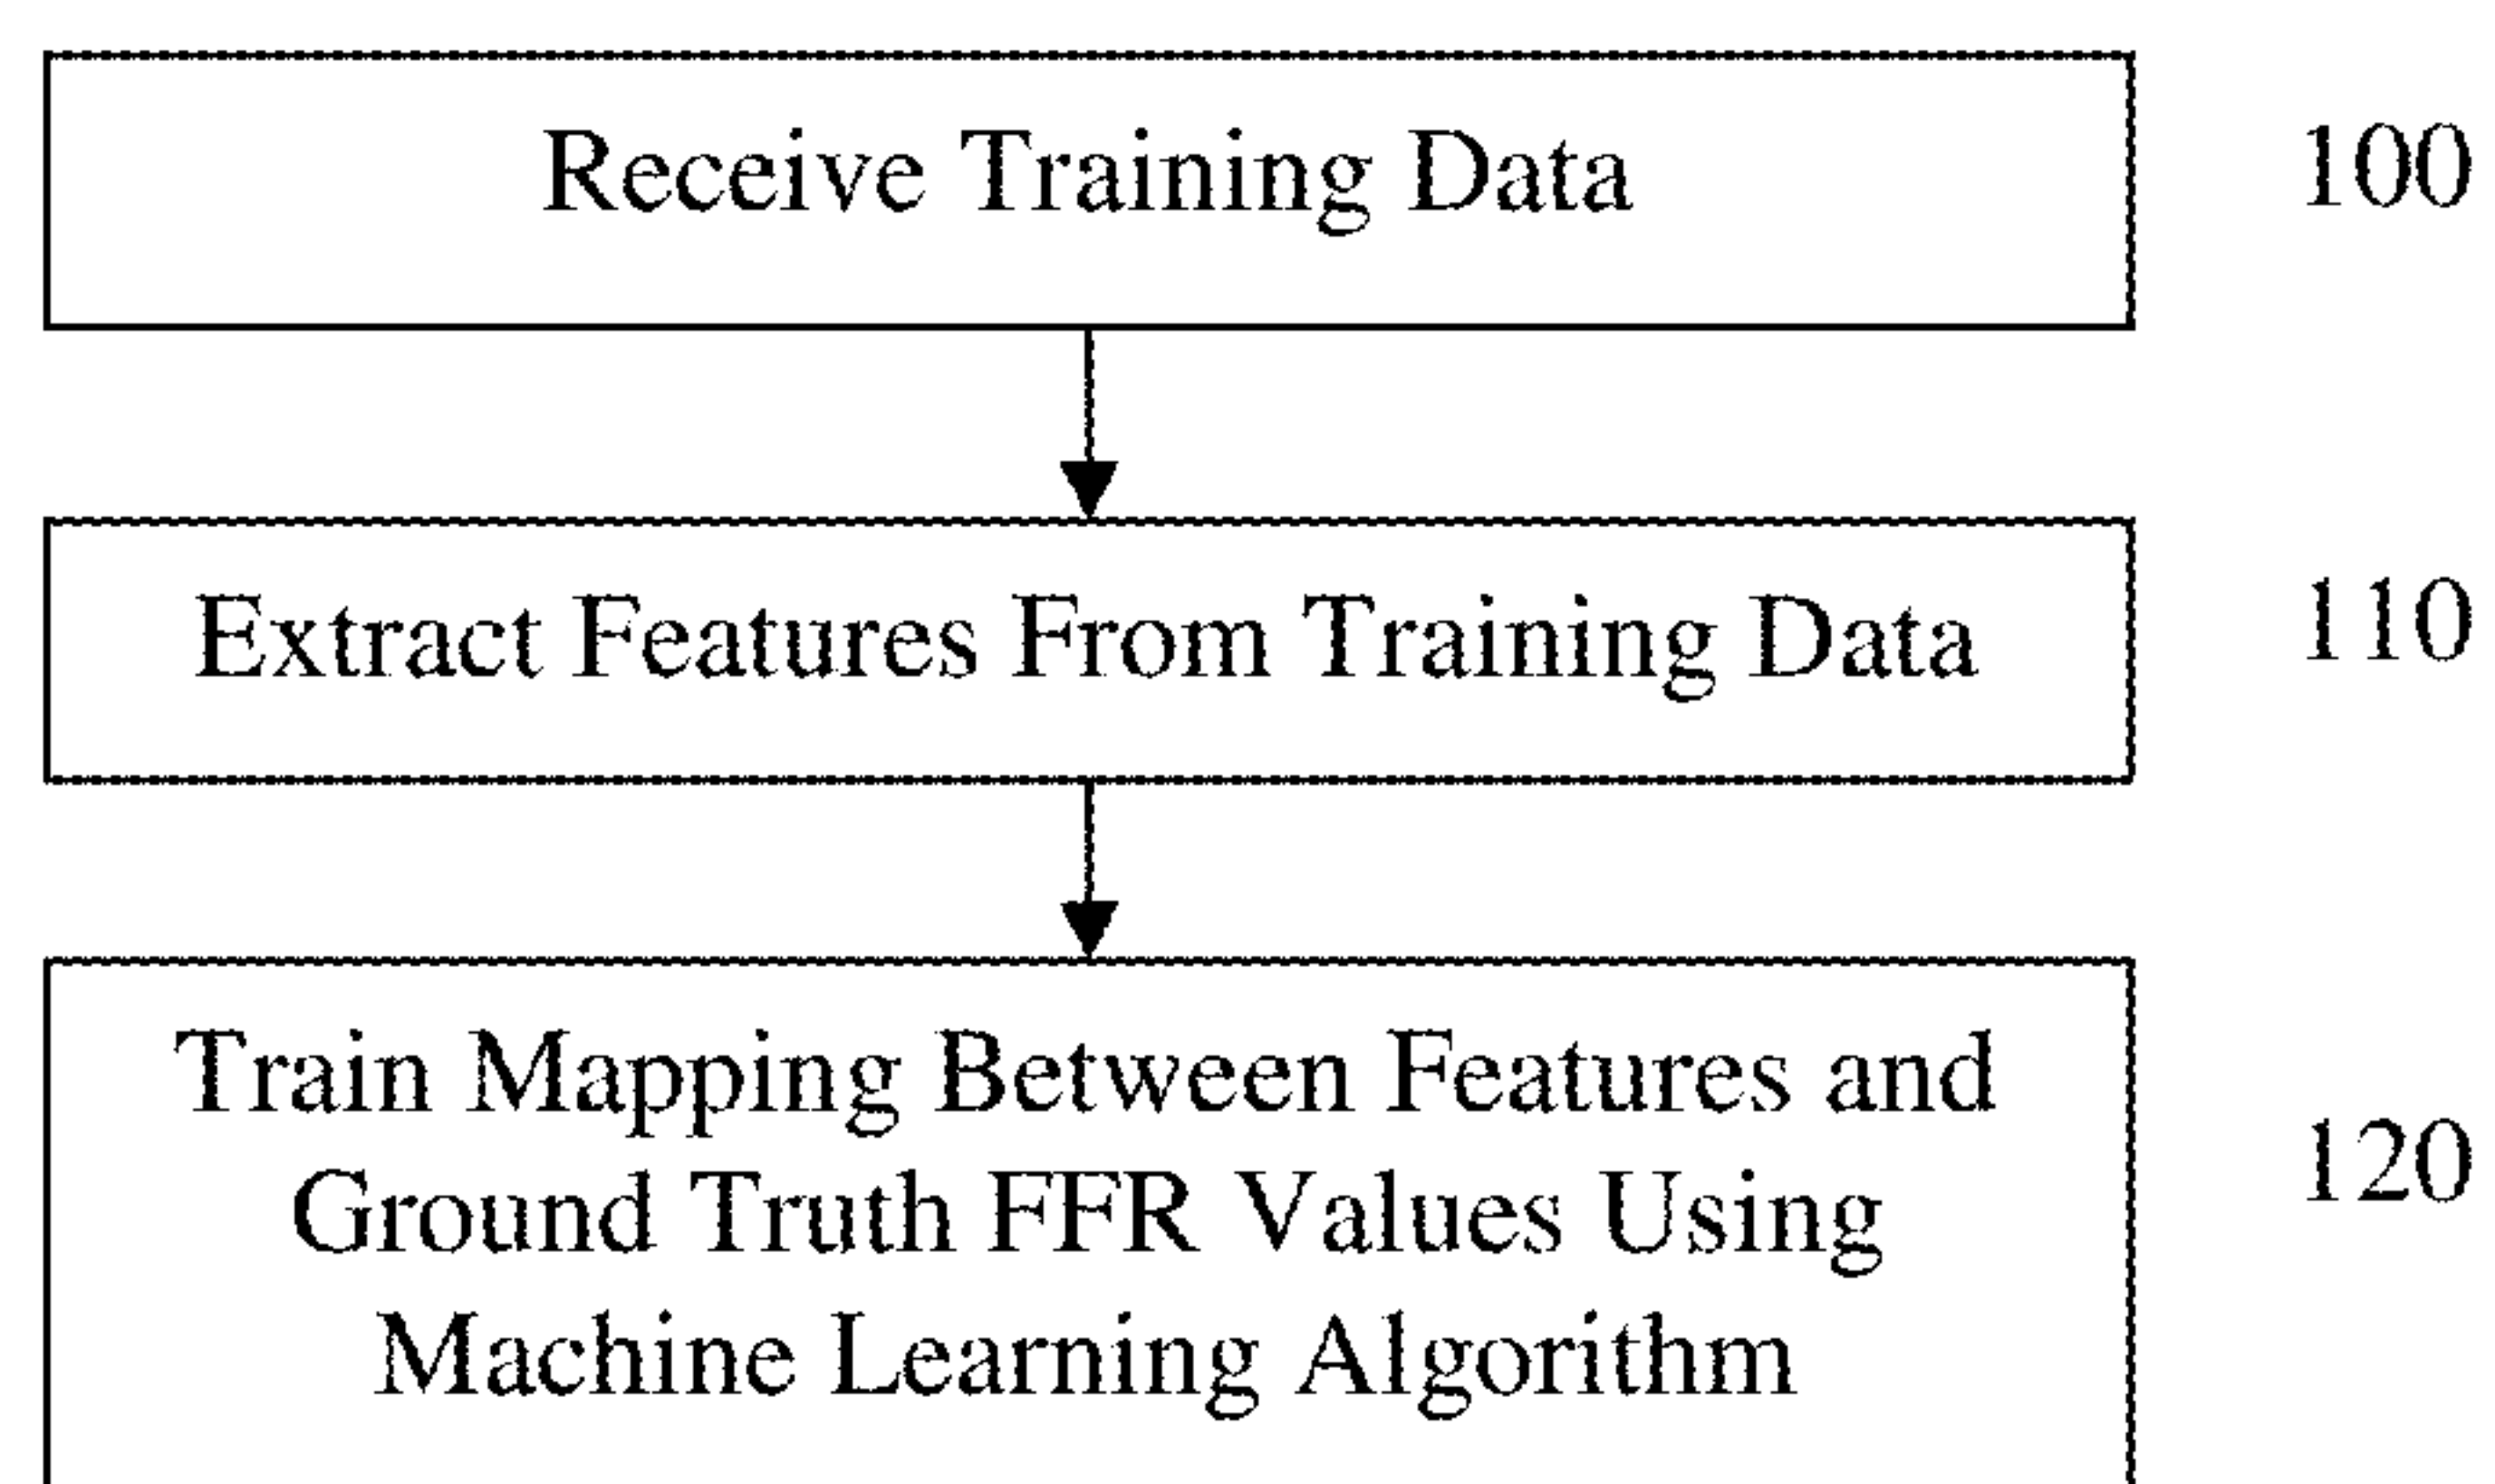 Receive Training Data
100
Extract Features From Training Data
110
Train Mapping Between Features and
Ground Truth FFR Values Using
Machine Learning Algorithm
120